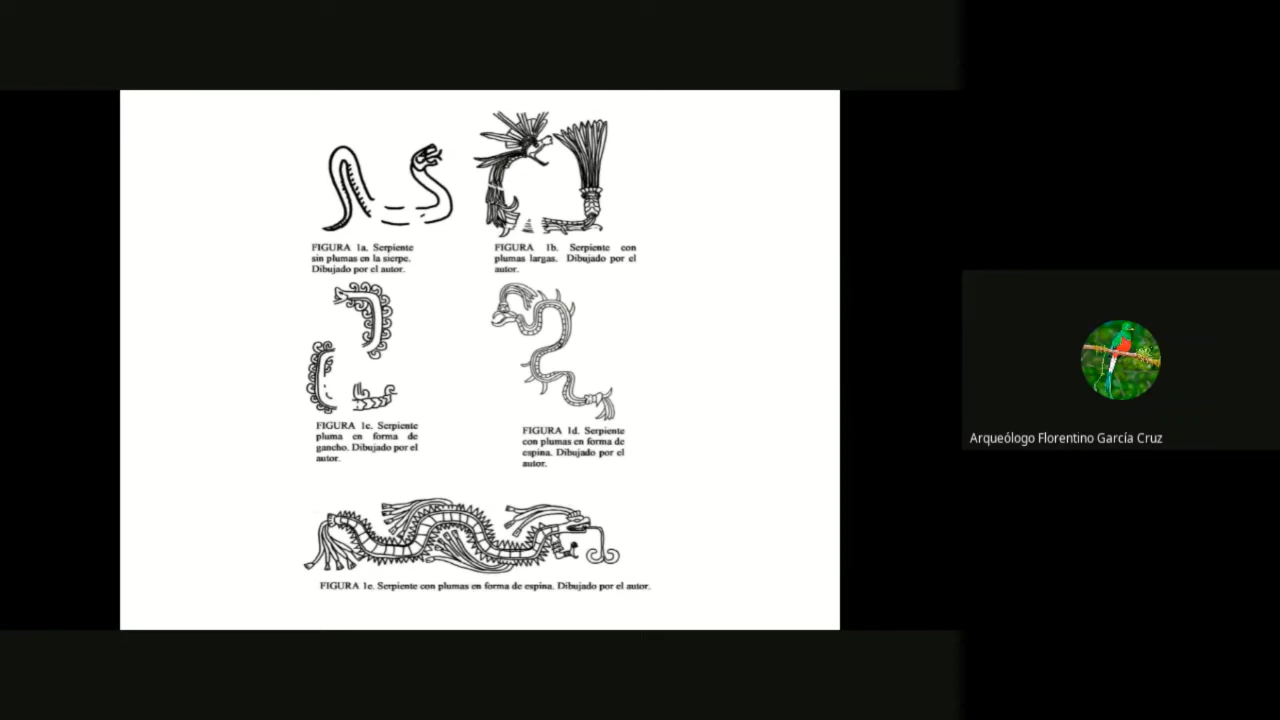 FIGURA 1a. Serpiente
sin plumas en la sierpe.
Dibujado por el autor.
FIGURA 1b. Serpiente con
plumas largas. Dibujado por el
autor.
FIGURA 1c. Serpiente
pluma en forma de
gancho. Dibujado por el
autor.
FIGURA 1d. Serpiente
con plumas en forma de
espina. Dibujado por el
autor.
FIGURA 1e. Serpiente con plumas en forma de espina. Dibujado por el autor.
Arqueólogo Florentino García Cruz